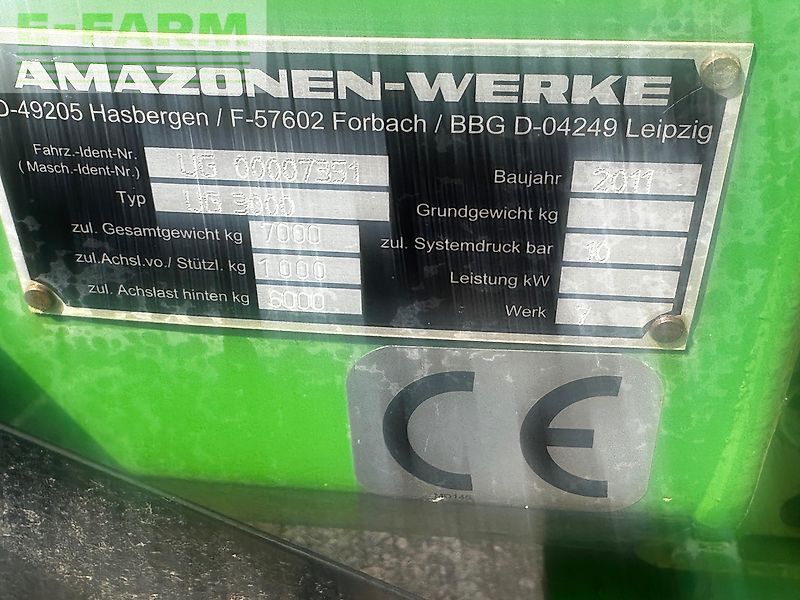 E-FARM
AMAZONEN-WERKE
D-49205 Hasbergen / F-57602 Forbach / BBG D-04249 Leipzig
Fahrz.-Ident-Nr.
(Masch.-Ident-Nr.) UG 00007351
Typ UG 3000
zul. Gesamtgewicht kg 7000
zul.Achsl.vo./ Stützl. kg 1000
zul. Achslast hinten kg 6000
Baujahr 2011
Grundgewicht kg
zul. Systemdruck bar 10
Leistung kW
Werk 7
CE
MD145